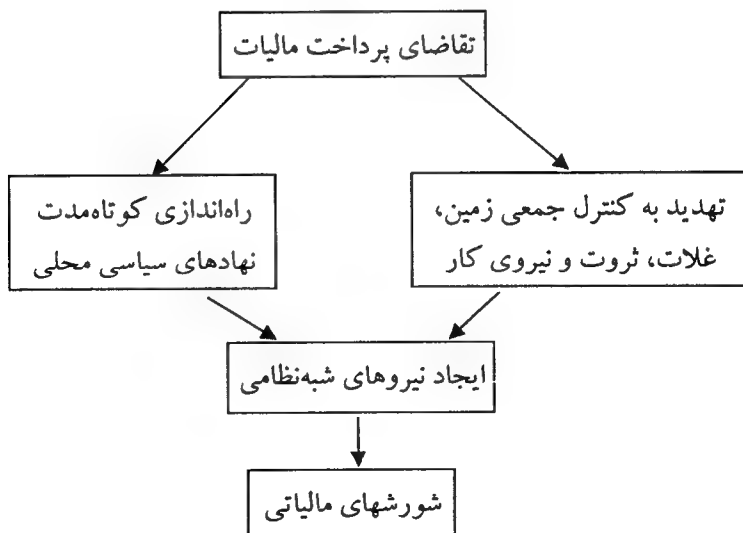 تقاضای پرداخت مالیات
تهدید به کنترل جمعی زمین،
غلات، ثروت و نیروی کار
راه‌اندازی کوتاه‌مدت
نهادهای سیاسی محلی
ایجاد نیروهای شبه‌نظامی
شورشهای مالیاتی